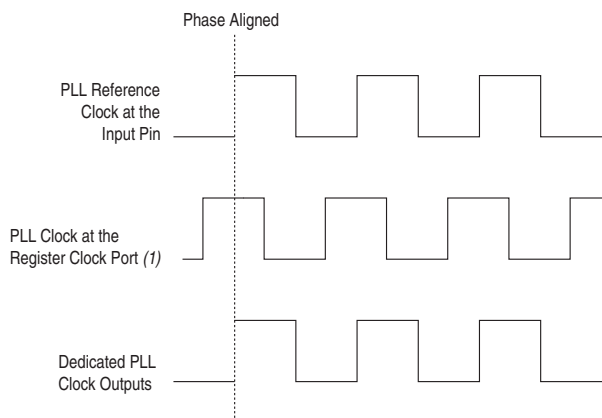 Phase Aligned
PLL Reference
Clock at the
Input Pin
PLL Clock at the
Register Clock Port (1)
Dedicated PLL
Clock Outputs